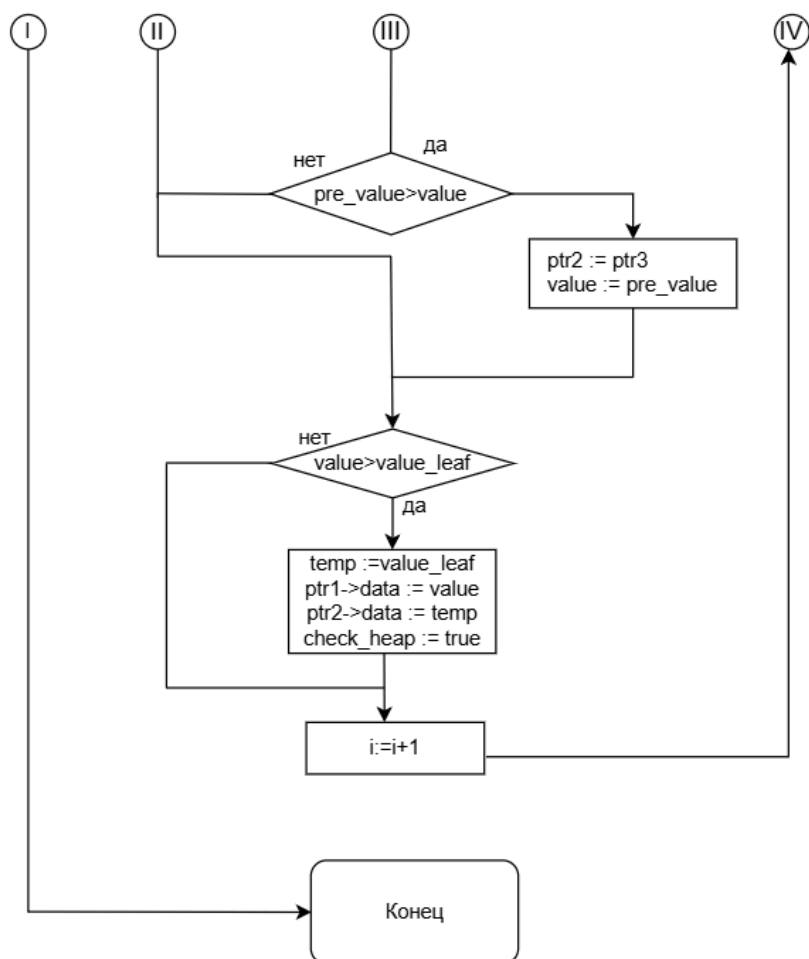 I
II
III
IV
нет
да
pre_value>value
ptr2 := ptr3
value := pre_value
нет
value>value_leaf
да
temp :=value_leaf
ptr1->data := value
ptr2->data := temp
check_heap := true
i:=i+1
Конец